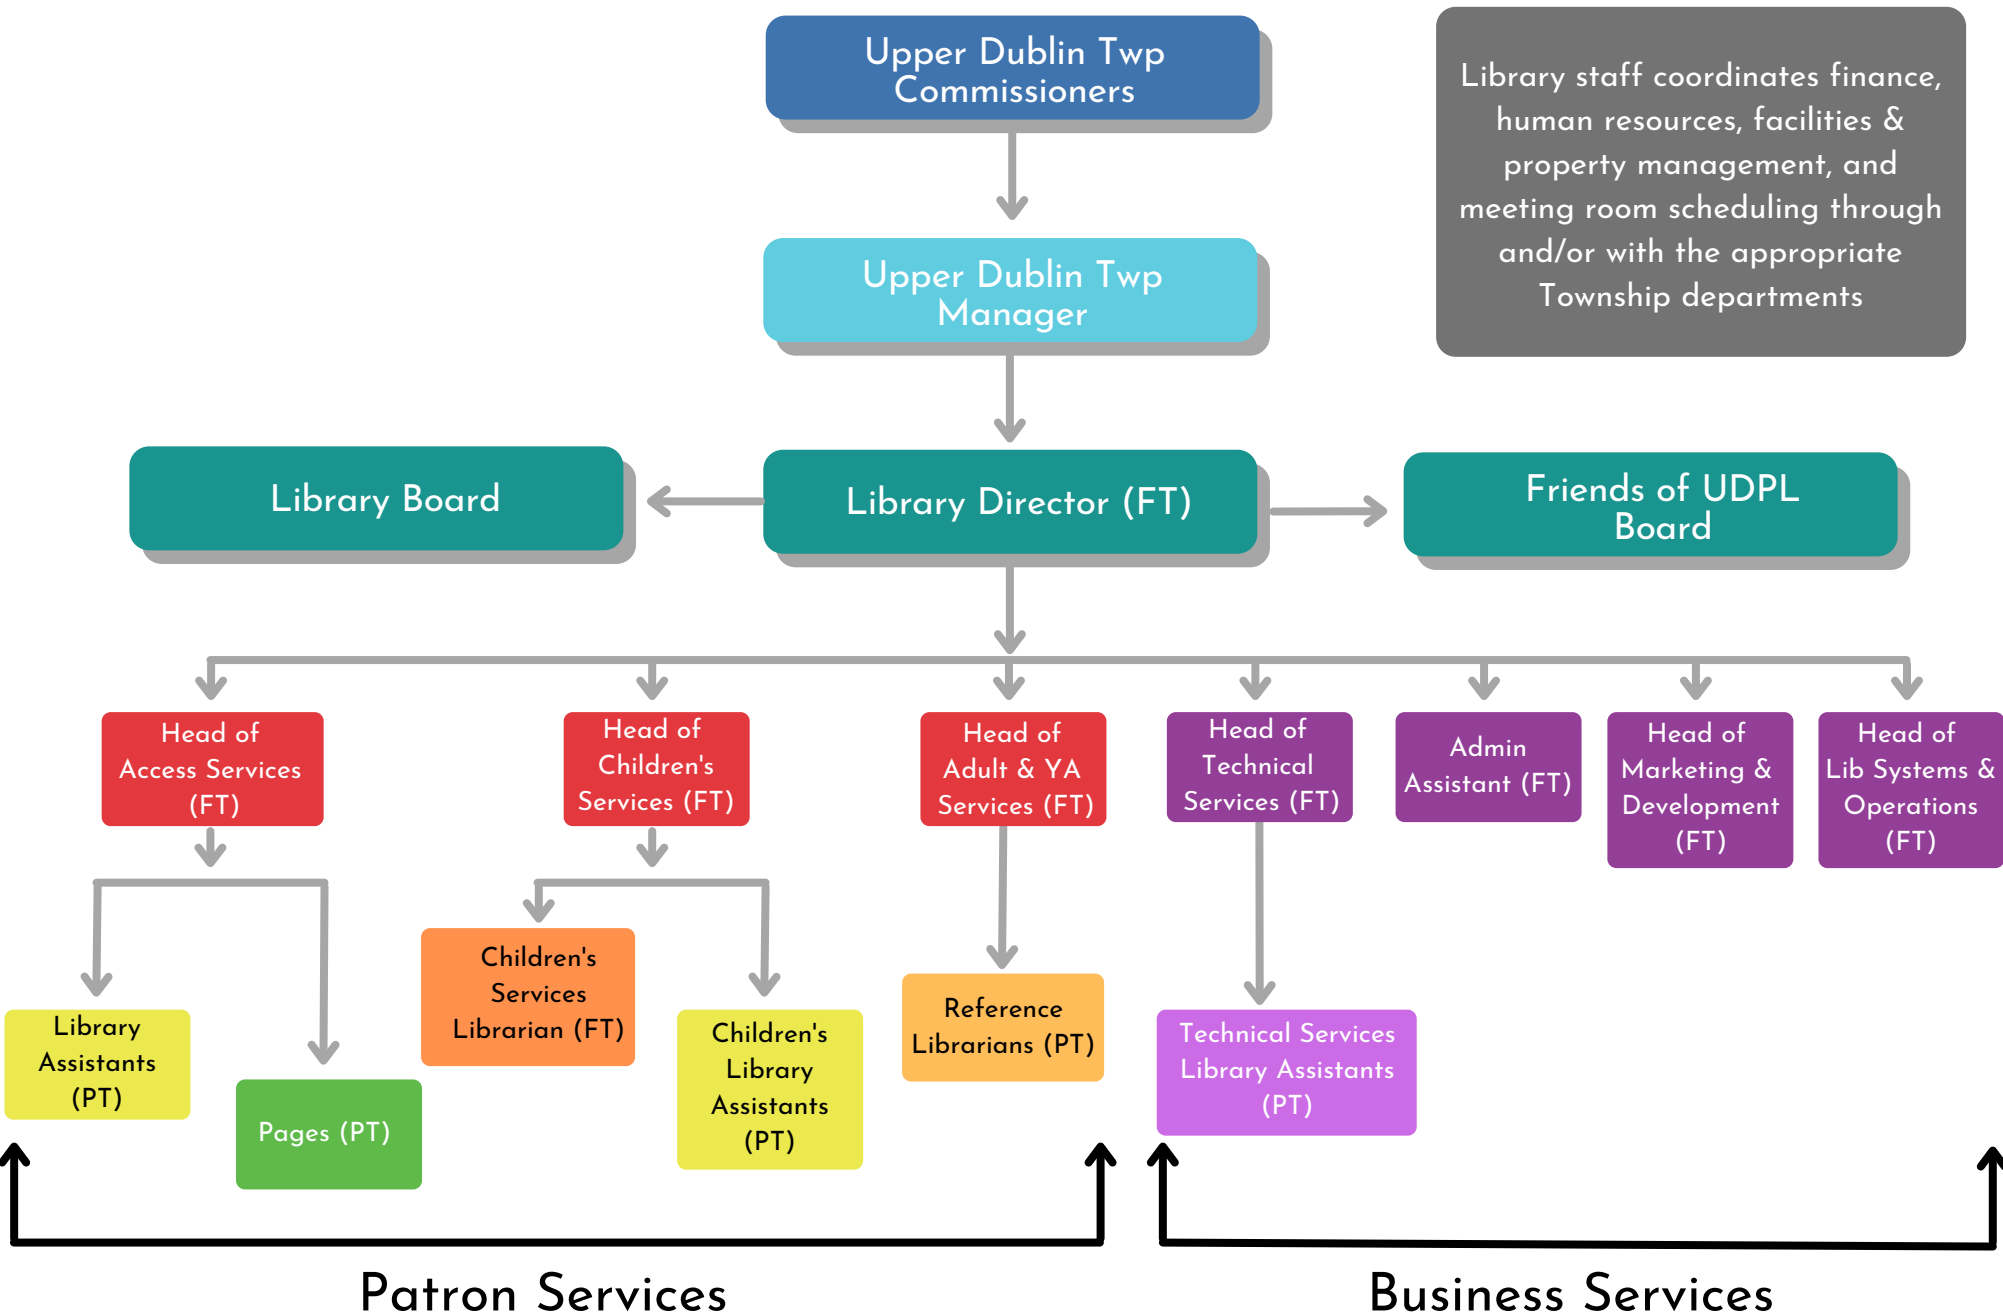 Upper Dublin Twp
Commissioners
Library staff coordinates finance,
human resources, facilities &
property management, and
meeting room scheduling through
and/or with the appropriate
Township departments
Upper Dublin Twp
Manager
Library Board
Library Director (FT)
Friends of UDPL
Board
Head of
Access Services
(FT)
Head of
Children's
Services (FT)
Head of
Adult & YA
Services (FT)
Head of
Technical
Services (FT)
Admin
Assistant (FT)
Head of
Marketing &
Development
(FT)
Head of
Lib Systems &
Operations
(FT)
Library
Assistants
(PT)
Pages (PT)
Children's
Services
Librarian (FT)
Children's
Library
Assistants
(PT)
Reference
Librarians (PT)
Technical Services
Library Assistants
(PT)
Patron Services
Business Services